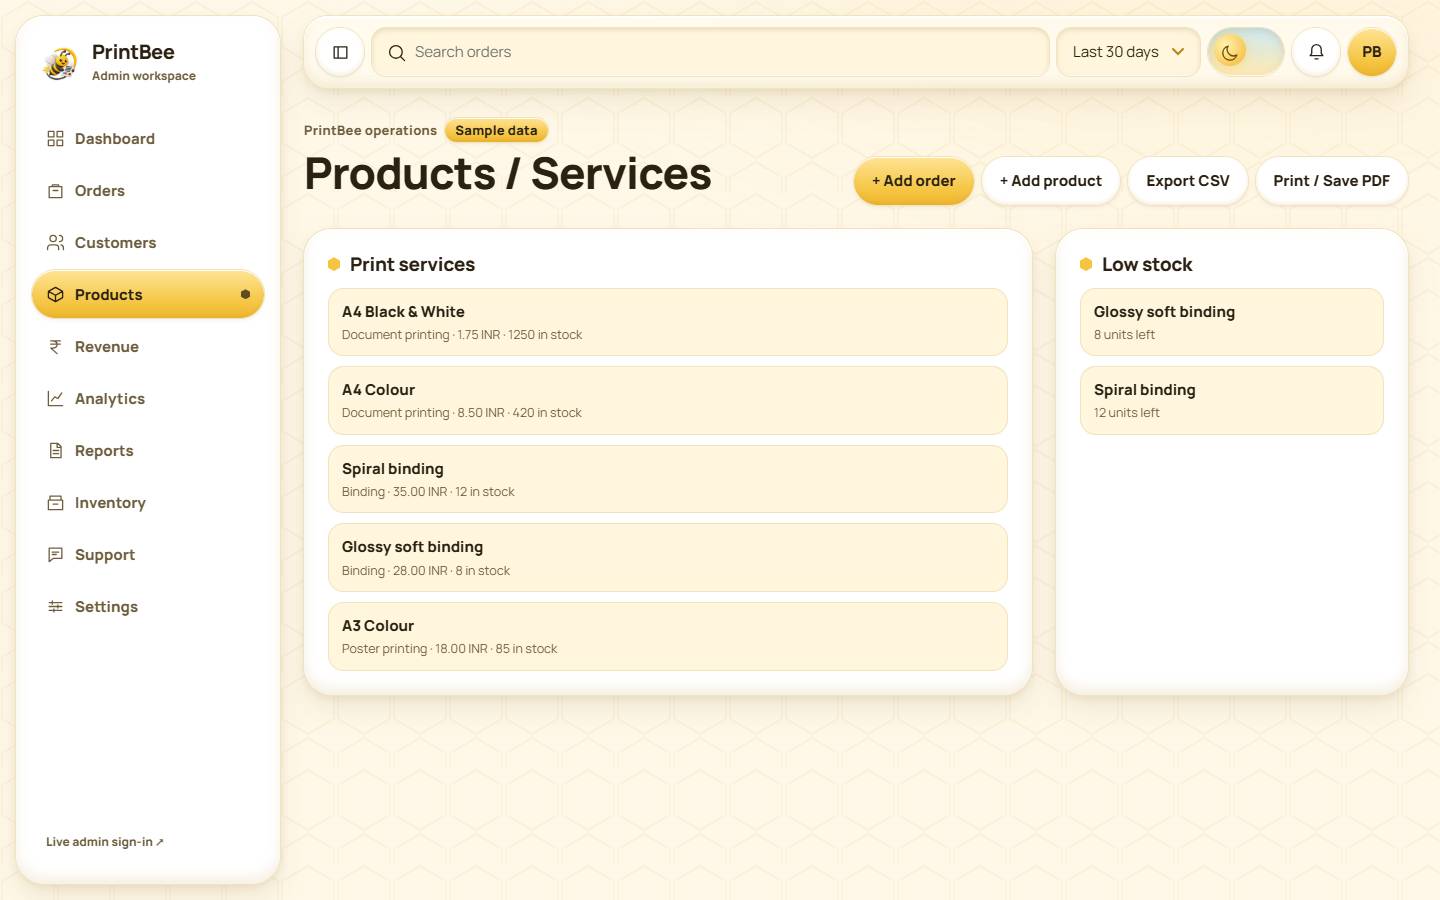 PrintBee
Admin workspace
Dashboard
Orders
Customers
Products
Revenue
Analytics
Reports
Inventory
Support
Settings
Live admin sign-in ↗
Search orders
Last 30 days
PB
PrintBee operations
Sample data
Products / Services
+ Add order
+ Add product
Export CSV
Print / Save PDF
Print services
A4 Black & White
Document printing · 1.75 INR · 1250 in stock
A4 Colour
Document printing · 8.50 INR · 420 in stock
Spiral binding
Binding · 35.00 INR · 12 in stock
Glossy soft binding
Binding · 28.00 INR · 8 in stock
A3 Colour
Poster printing · 18.00 INR · 85 in stock
Low stock
Glossy soft binding
8 units left
Spiral binding
12 units left